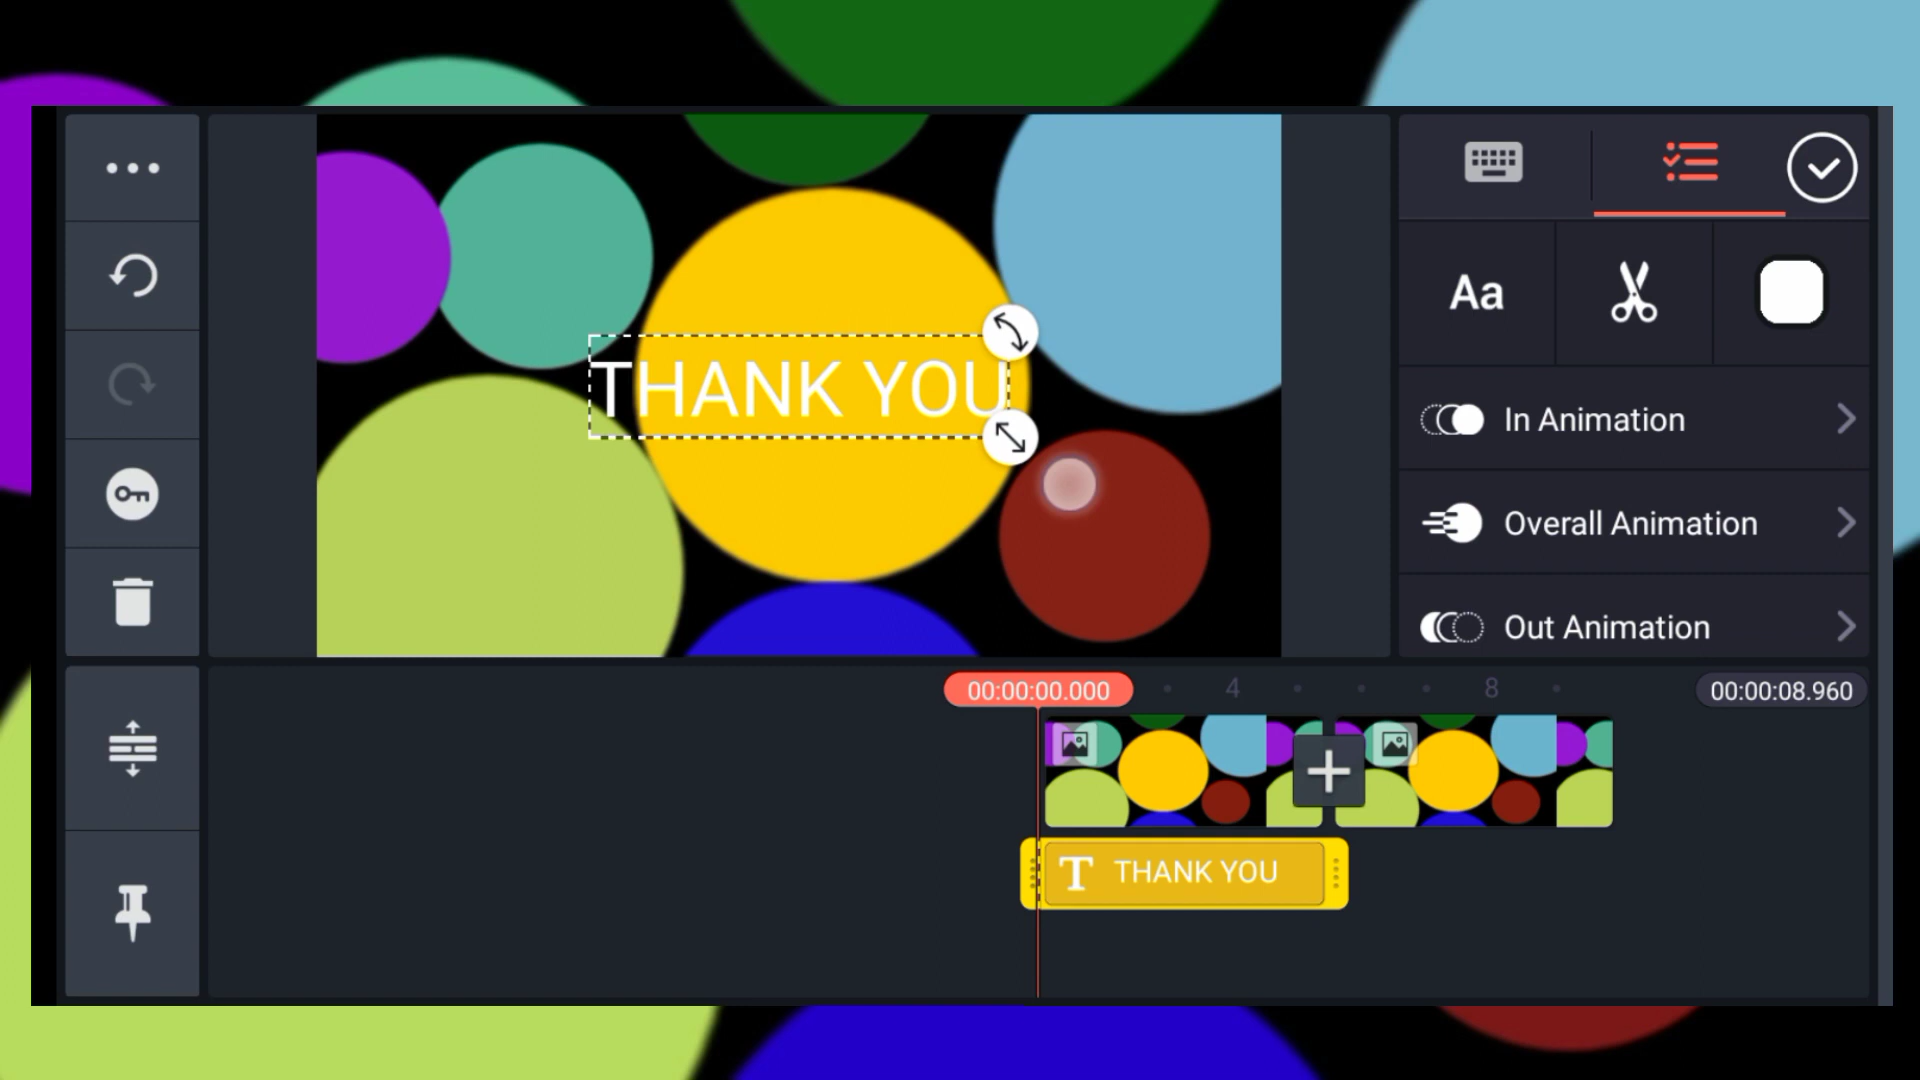 THANK YOU
Aa
In Animation
Overall Animation
Out Animation
00:00:00.000
4
8
00:00:08.960
T THANK YOU